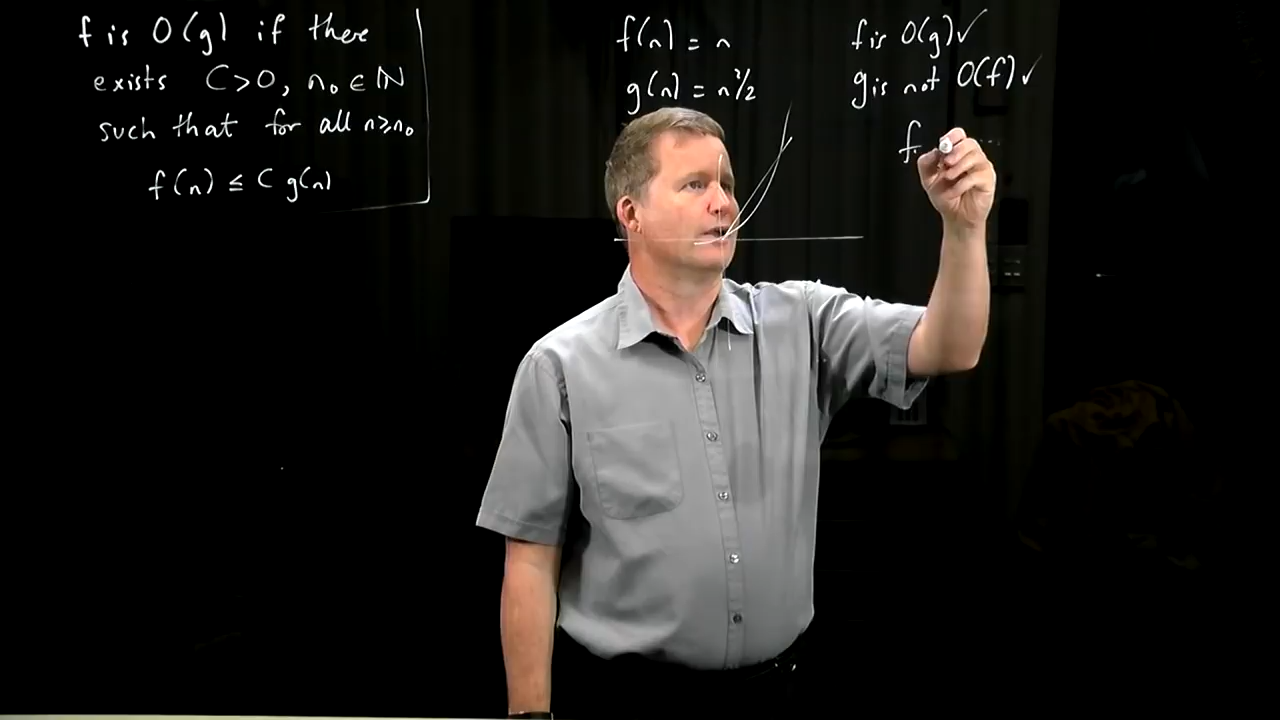 f is O(g) if there
exists C>0, n₀ ∈ ℕ
such that for all n≥n₀
f(n) ≤ C g(n)
f(n) = n
g(n) = n²/2
f is O(g) ✓
g is not O(f) ✓
f